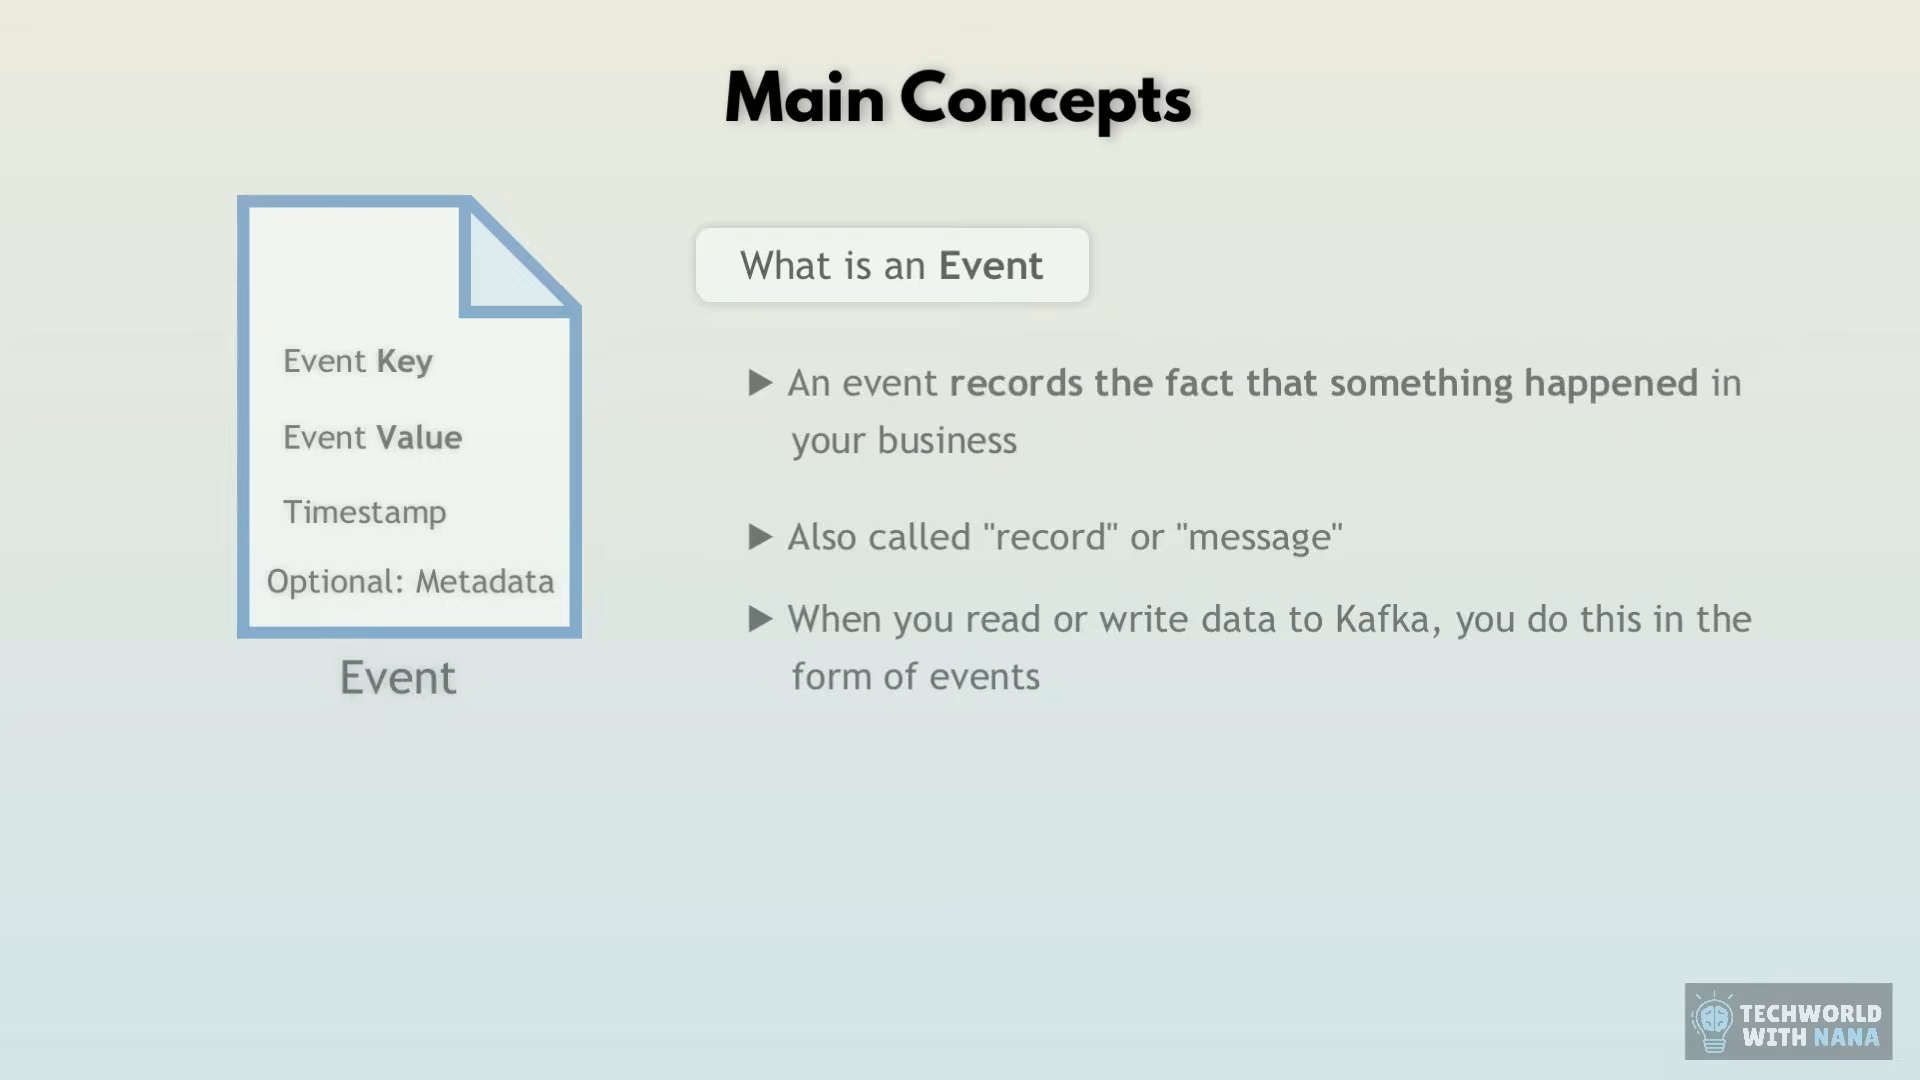 Main Concepts
Event Key
Event Value
Timestamp
Optional: Metadata
Event
What is an Event
▶ An event records the fact that something happened in
your business
▶ Also called "record" or "message"
▶ When you read or write data to Kafka, you do this in the
form of events
TECHWORLD
WITH NANA